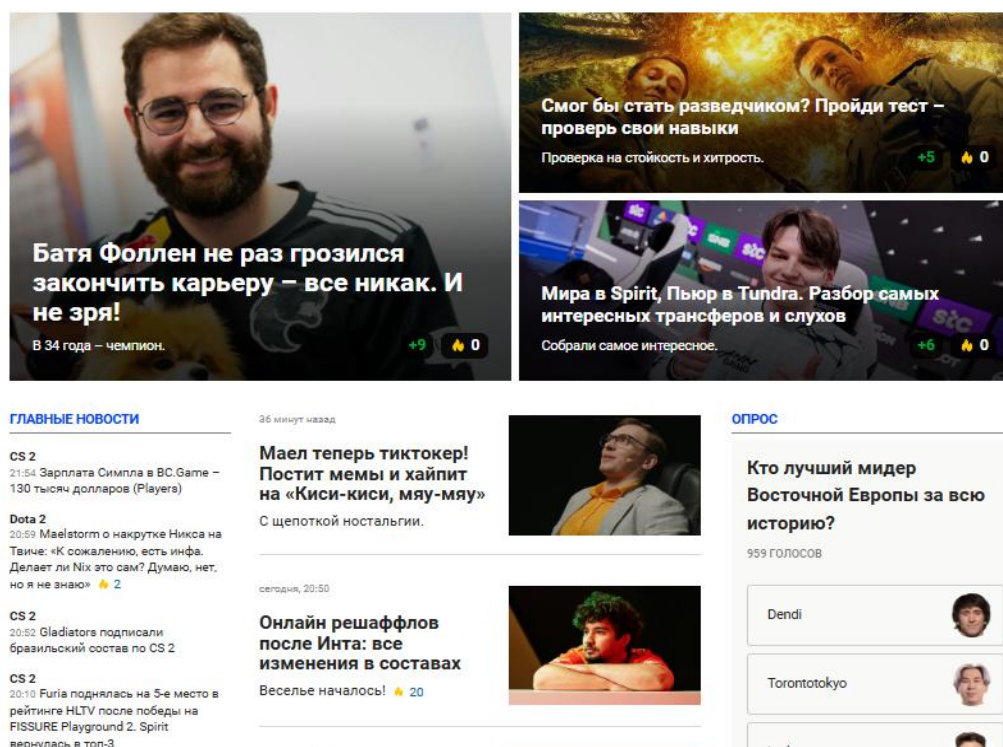 Батя Фоллен не раз грозился
закончить карьеру – все никак. И
не зря!
В 34 года – чемпион.
+9 0
Смог бы стать разведчиком? Пройди тест –
проверь свои навыки
Проверка на стойкость и хитрость.
+5 0
stc
SNB
stc
SNB
stc
Мира в Spirit, Пьюр в Tundra. Разбор самых
интересных трансферов и слухов
Собрали самое интересное.
+6 0
ГЛАВНЫЕ НОВОСТИ
CS 2
21:54 Зарплата Симпла в BC.Game –
130 тысяч долларов (Players)
Dota 2
20:59 Maelstorm о накрутке Никса на
Твиче: «К сожалению, есть инфа.
Делает ли Nix это сам? Думаю, нет,
но я не знаю» 2
CS 2
20:52 Gladiators подписали
бразильский состав по CS 2
CS 2
20:10 Furia поднялась на 5-е место в
рейтинге HLTV после победы на
FISSURE Playground 2. Spirit
вернулась в топ-3
36 минут назад
Маел теперь тиктокер!
Постит мемы и хайпит
на «Киси-киси, мяу-мяу»
С щепоткой ностальгии.
сегодня, 20:50
Онлайн решаффлов
после Инта: все
изменения в составах
Веселье началось! 20
ОПРОС
Кто лучший мидер
Восточной Европы за всю
историю?
959 ГОЛОСОВ
Dendi
Torontotokyo